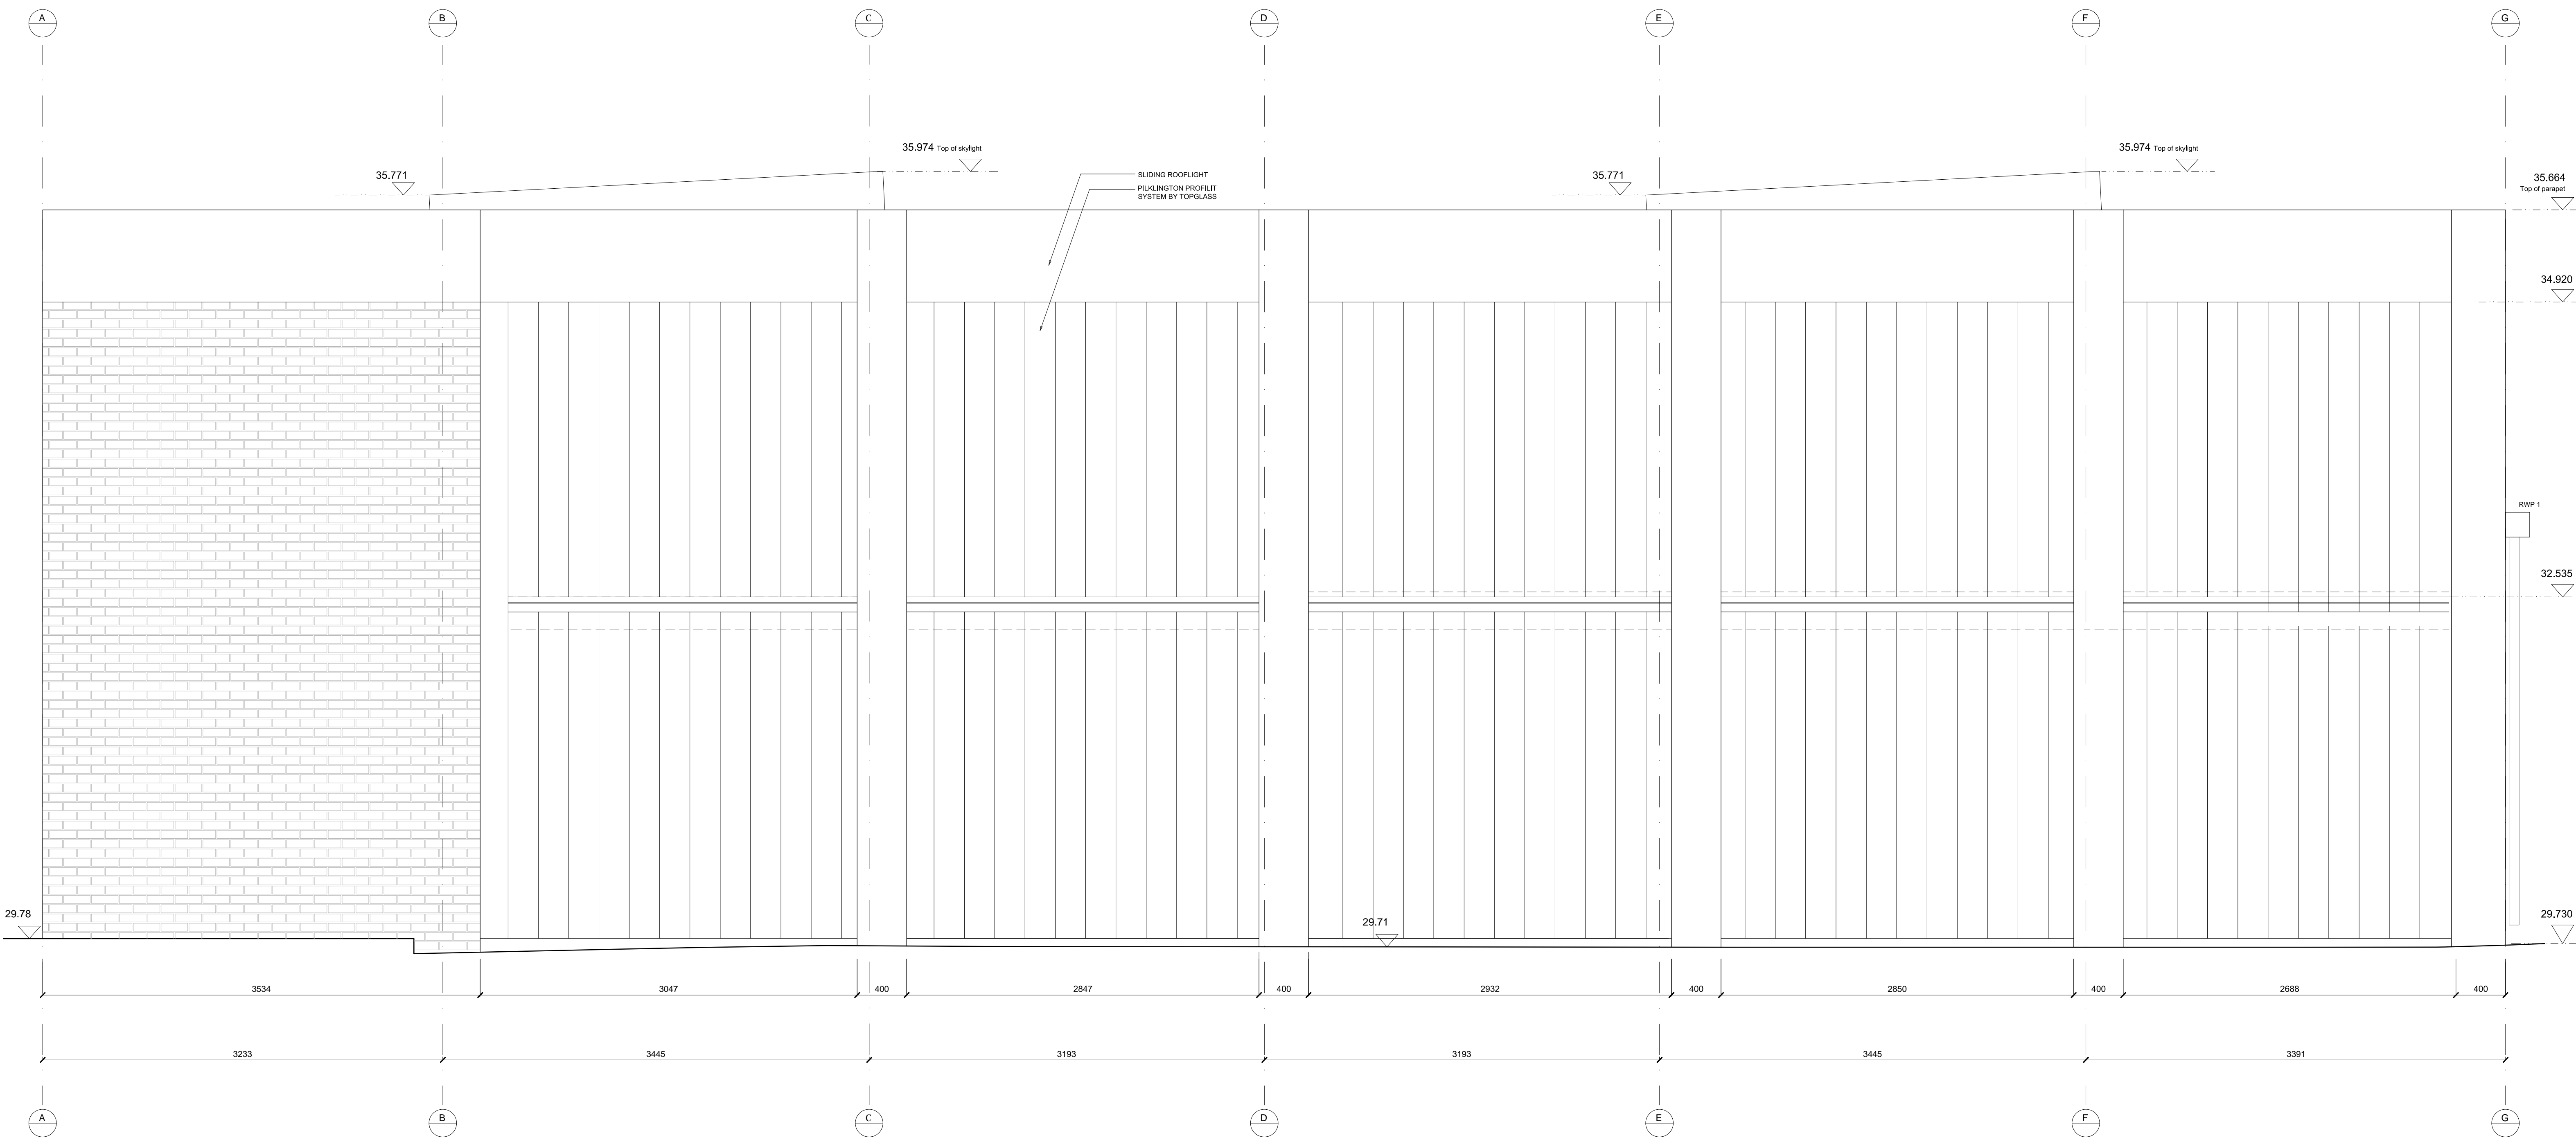 A
B
C
D
E
F
G
35.974 Top of skylight
35.974 Top of skylight
35.771
SLIDING ROOFLIGHT
35.771
35.664
Top of parapet
PILKLINGTON PROFILIT
SYSTEM BY TOPGLASS
34.920
RWP 1
32.535
29.78
29.71
29.730
3534
3047
400
2847
400
2932
400
2850
400
2688
400
3233
3445
3193
3193
3445
3391
A
B
C
D
E
F
G